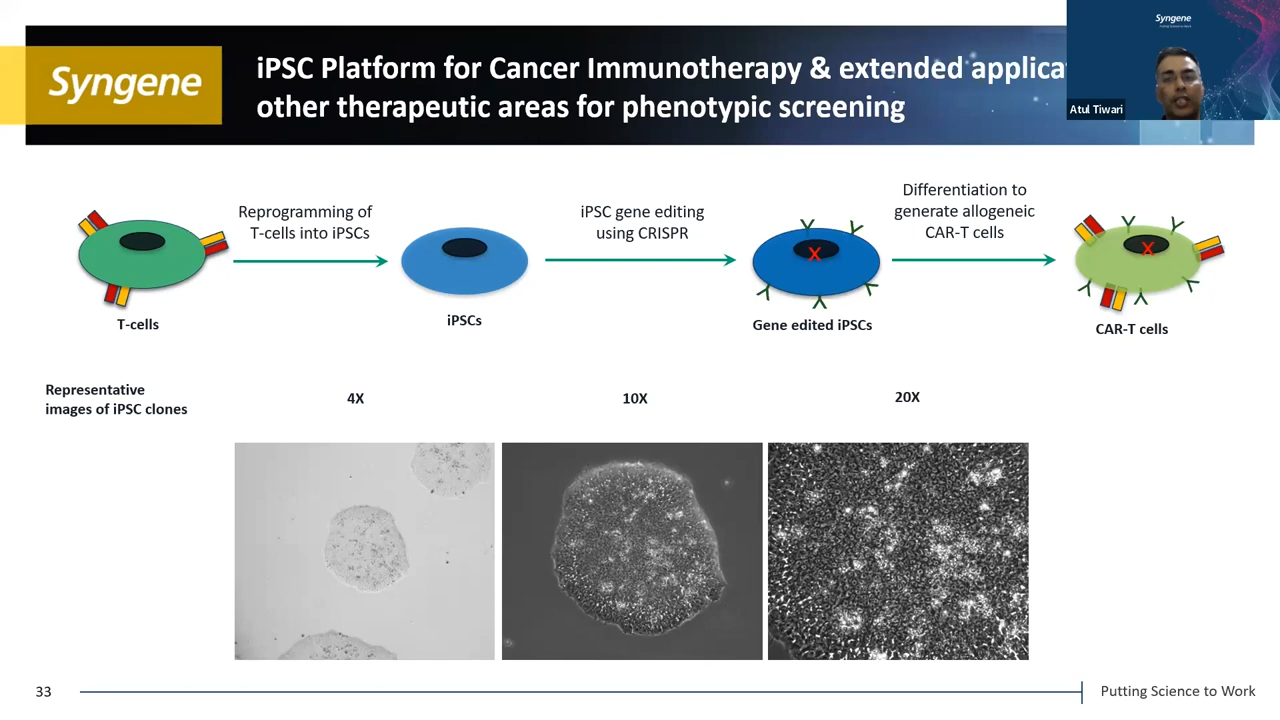 Syngene
iPSC Platform for Cancer Immunotherapy & extended
other therapeutic areas for phenotypic screening
Syngene
Atul Tiwari
Reprogramming of
T-cells into iPSCs
iPSC gene editing
using CRISPR
Differentiation to
generate allogeneic
CAR-T cells
X
X
T-cells
iPSCs
Gene edited iPSCs
CAR-T cells
Representative
images of iPSC clones
4X
10X
20X
33
Putting Science to Work